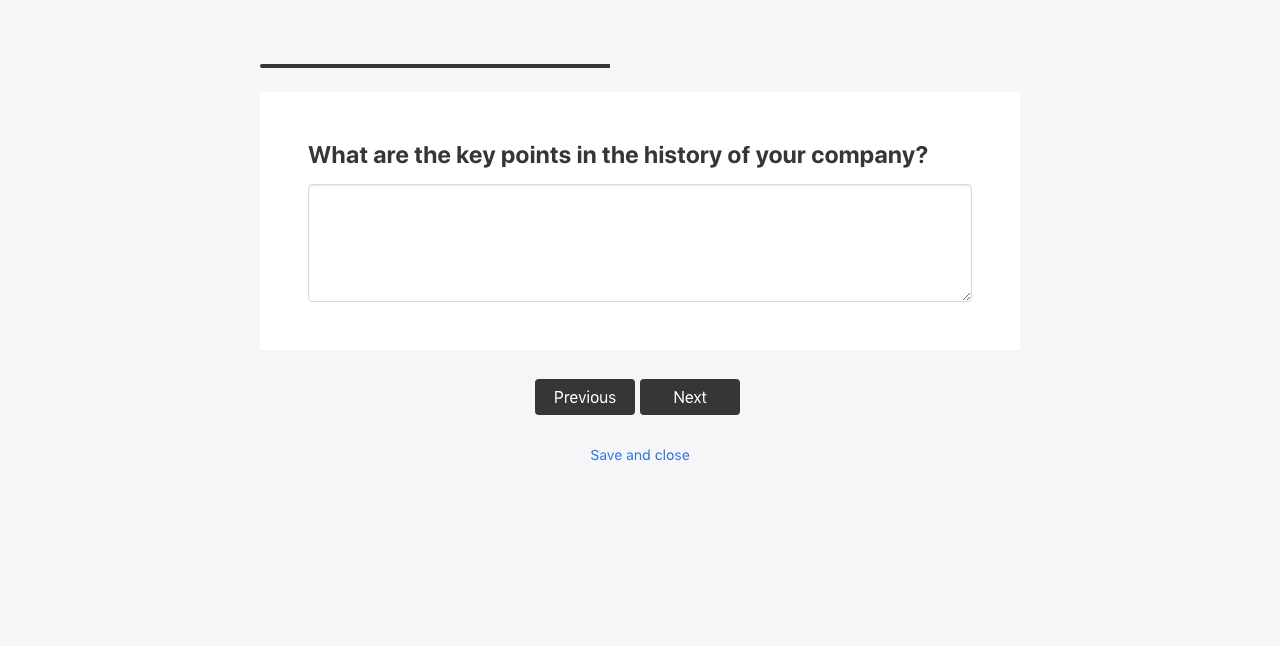 What are the key points in the history of your company?
Previous Next
Save and close